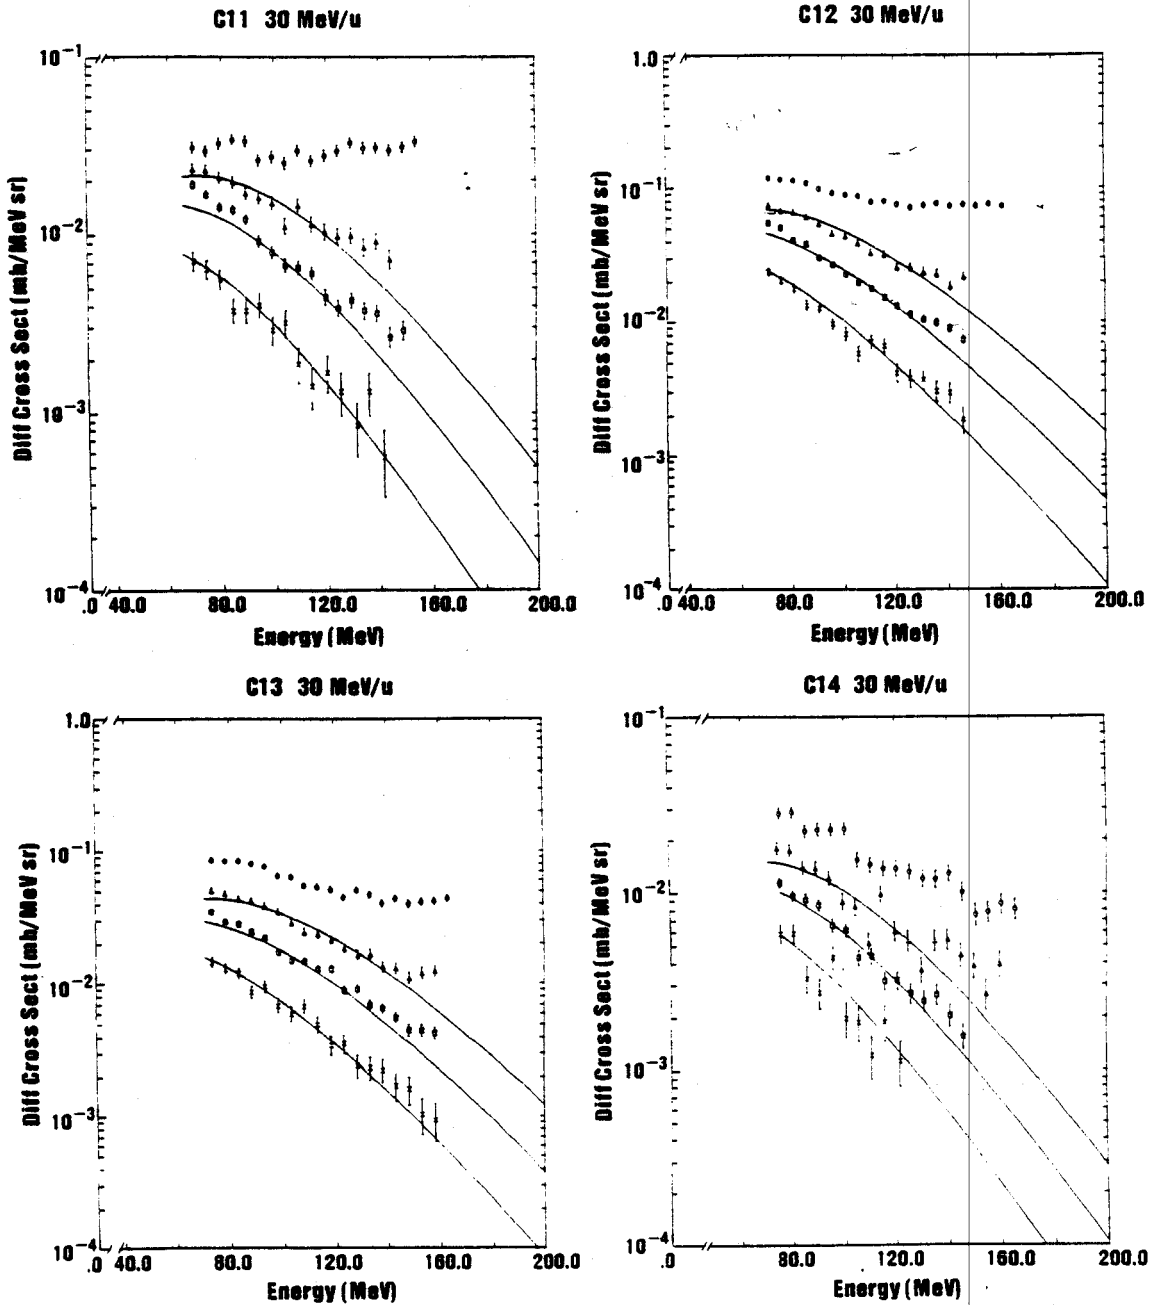 C11 30 MeV/u
10⁻¹
10⁻²
10⁻³
10⁻⁴
Diff Cross Sect (mb/MeV sr)
.0 40.0 80.0 120.0 160.0 200.0
Energy (MeV)
C12 30 MeV/u
1.0
10⁻¹
10⁻²
10⁻³
10⁻⁴
Diff Cross Sect (mb/MeV sr)
.0 40.0 80.0 120.0 160.0 200.0
Energy (MeV)
C13 30 MeV/u
1.0
10⁻¹
10⁻²
10⁻³
10⁻⁴
Diff Cross Sect (mb/MeV sr)
.0 40.0 80.0 120.0 160.0 200.0
Energy (MeV)
C14 30 MeV/u
10⁻¹
10⁻²
10⁻³
10⁻⁴
Diff Cross Sect (mb/MeV sr)
.0 80.0 120.0 160.0 200.0
Energy (MeV)